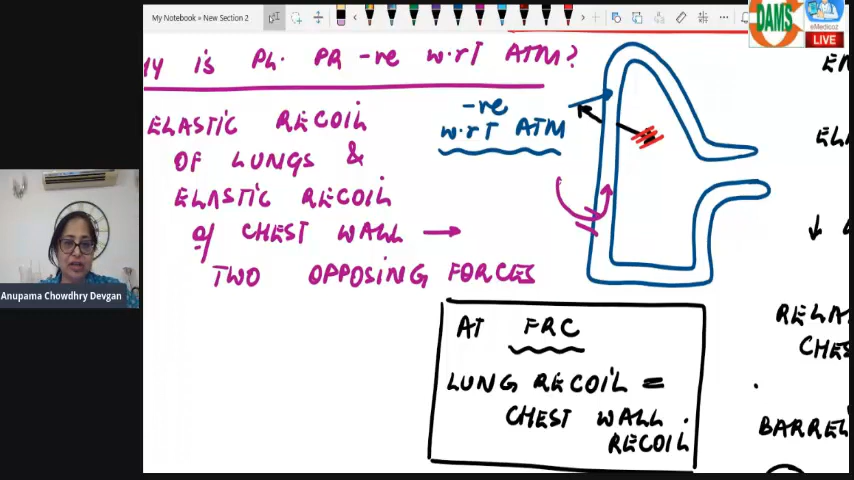 My Notebook » New Section 2
DAMS
eMedicoz
LIVE
IS PL. PR -ve w.r.T ATM?
ELASTIC RECOIL
OF LUNGS &
ELASTIC RECOIL
of CHEST WALL →
TWO OPPOSING FORCES
-ve
w.r.T ATM
AT FRC
LUNG RECOIL =
CHEST WALL
RECOIL
EN
ELA
↓
RELA
CHES
BARREL
Anupama Chowdhry Devgan